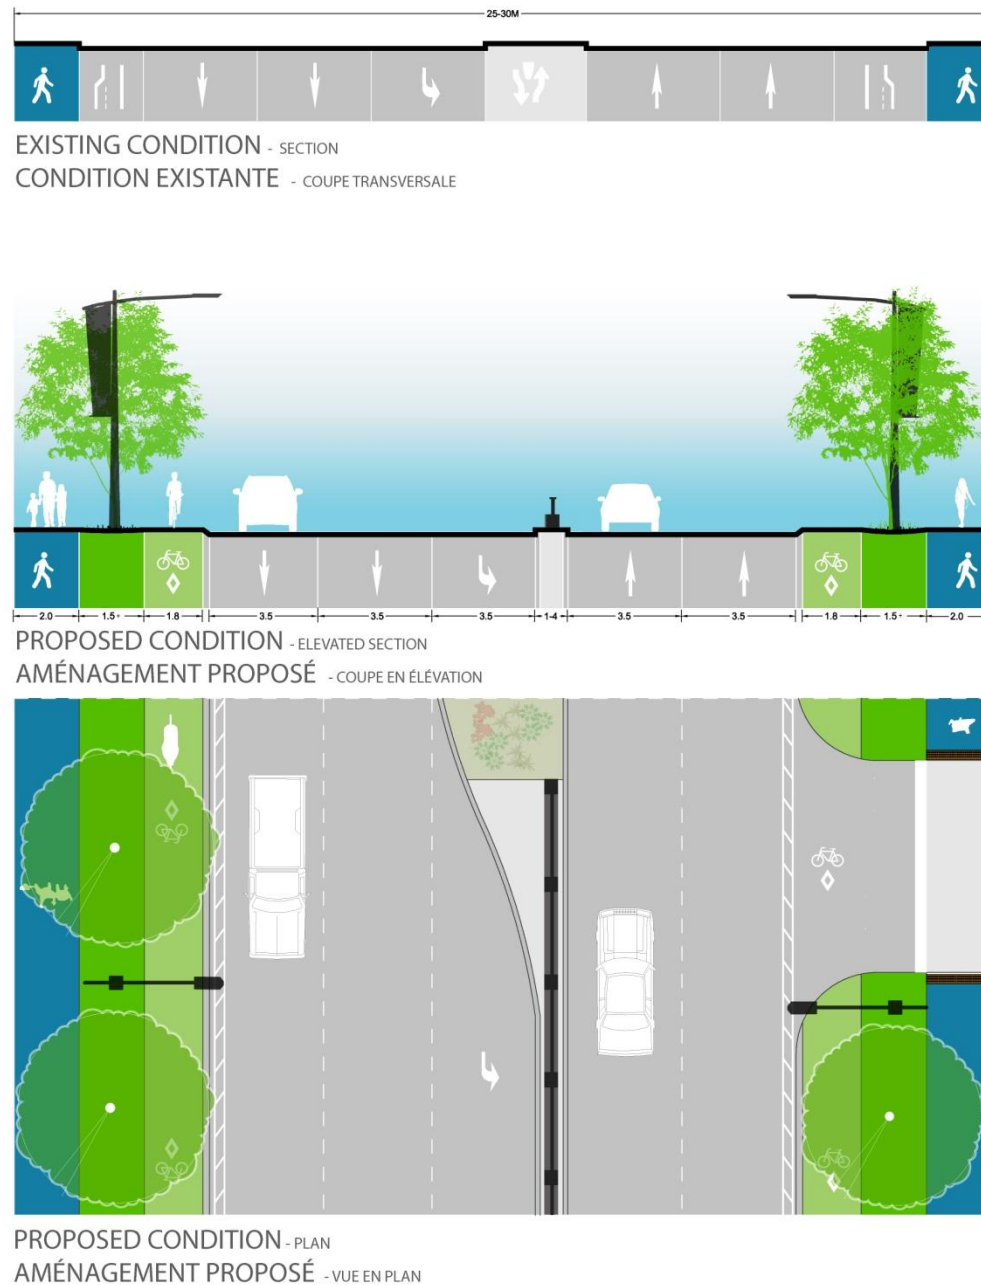 25-30M
EXISTING CONDITION - SECTION
CONDITION EXISTANTE - COUPE TRANSVERSALE
2.0 1.5+ 1.8 3.5 3.5 3.5 1-4 3.5 3.5 1.8 1.5+ 2.0
PROPOSED CONDITION - ELEVATED SECTION
AMÉNAGEMENT PROPOSÉ - COUPE EN ÉLÉVATION
PROPOSED CONDITION - PLAN
AMÉNAGEMENT PROPOSÉ - VUE EN PLAN